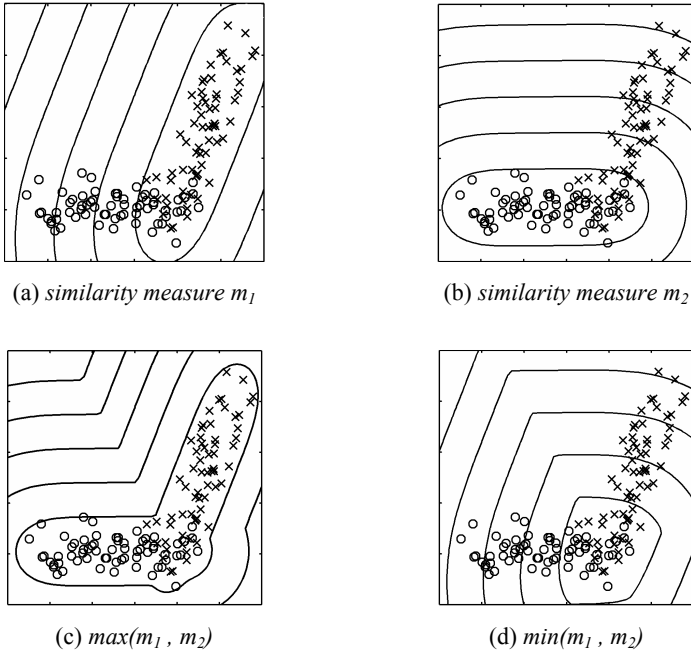 (a) similarity measure m₁
(b) similarity measure m₂
(c) max(m₁ , m₂)
(d) min(m₁ , m₂)